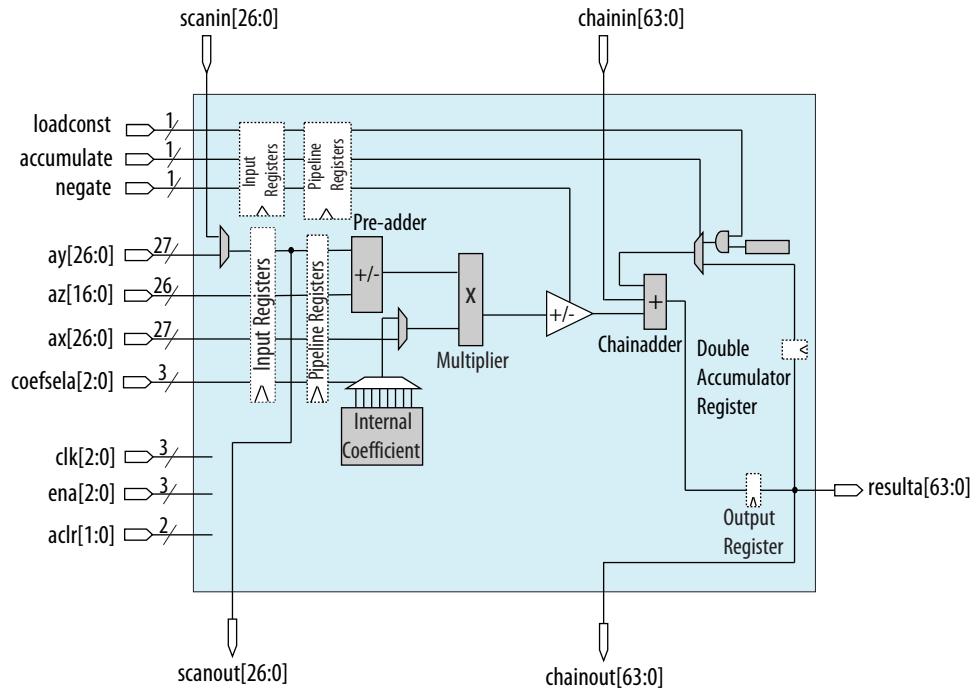 scanin[26:0]
chainin[63:0]
loadconst
1
accumulate
1
negate
1
Input
Registers
Pipeline
Registers
Pre-adder
ay[26:0]
27
+/-
az[16:0]
26
X
+/-
+
ax[26:0]
27
Input Registers
Pipeline Registers
Multiplier
Chainadder
Double
Accumulator
Register
coefsela[2:0]
3
Internal
Coefficient
clk[2:0]
3
ena[2:0]
3
resulta[63:0]
aclr[1:0]
2
Output
Register
scanout[26:0]
chainout[63:0]